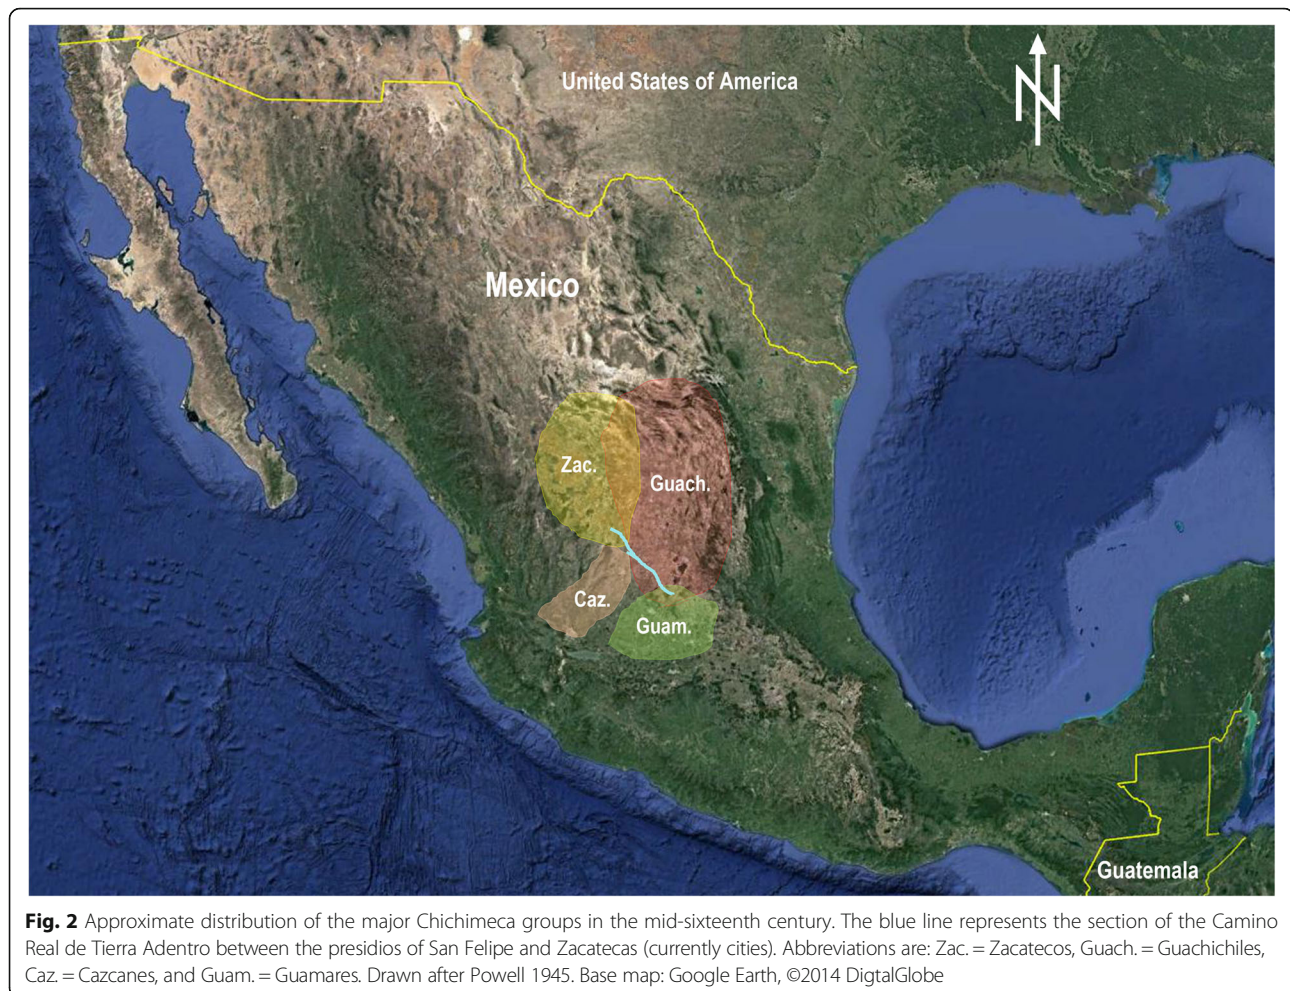 United States of America
N
Mexico
Zac.
Guach.
Caz.
Guam.
Guatemala
Fig. 2 Approximate distribution of the major Chichimeca groups in the mid-sixteenth century. The blue line represents the section of the Camino
Real de Tierra Adentro between the presidios of San Felipe and Zacatecas (currently cities). Abbreviations are: Zac. = Zacatecos, Guach. = Guachichiles,
Caz. = Cazcanes, and Guam. = Guamares. Drawn after Powell 1945. Base map: Google Earth, ©2014 DigtalGlobe